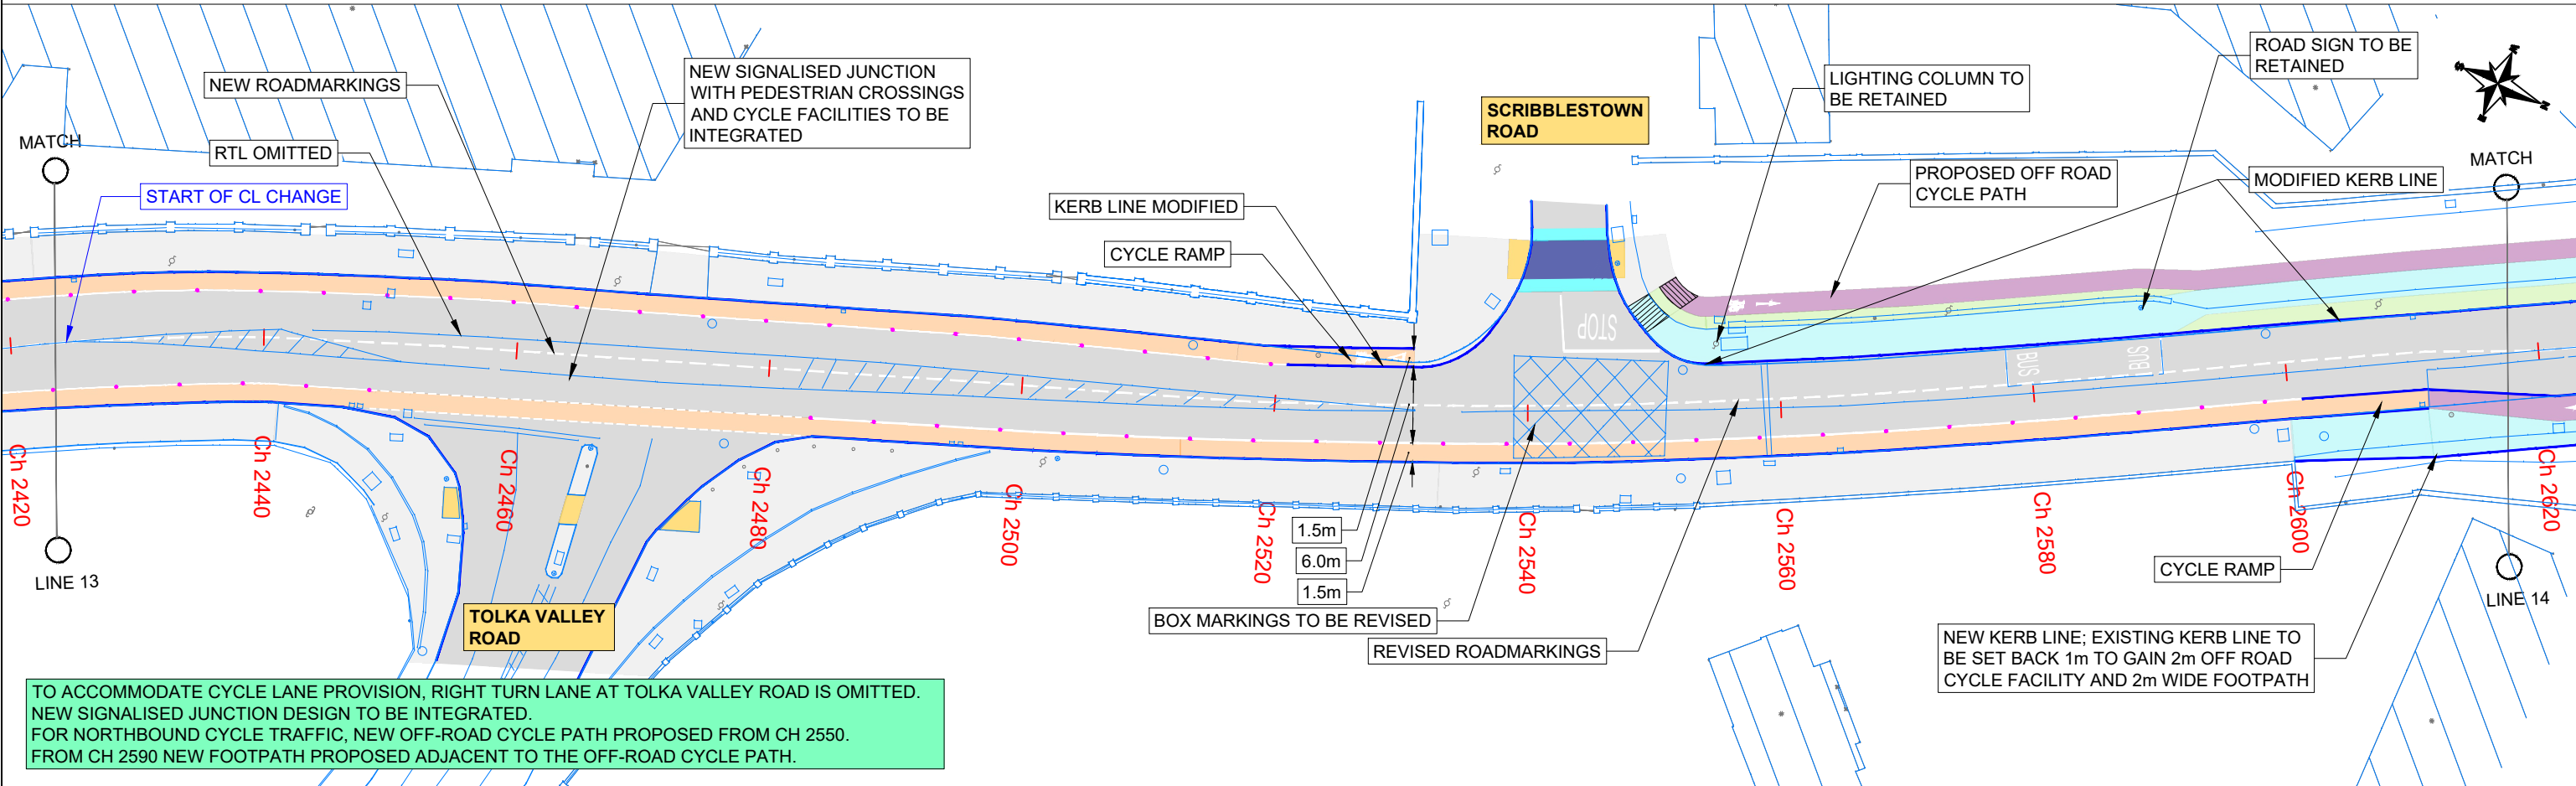 NEW ROADMARKINGS
NEW SIGNALISED JUNCTION
WITH PEDESTRIAN CROSSINGS
AND CYCLE FACILITIES TO BE
INTEGRATED
LIGHTING COLUMN TO
BE RETAINED
ROAD SIGN TO BE
RETAINED
SCRIBBLESTOWN
ROAD
MATCH
RTL OMITTED
START OF CL CHANGE
KERB LINE MODIFIED
CYCLE RAMP
PROPOSED OFF ROAD
CYCLE PATH
MODIFIED KERB LINE
MATCH
STOP
BUS
BUS
Ch 2420
Ch 2440
Ch 2460
Ch 2480
Ch 2500
Ch 2520
Ch 2540
Ch 2560
Ch 2580
Ch 2600
Ch 2620
LINE 13
1.5m
6.0m
1.5m
BOX MARKINGS TO BE REVISED
REVISED ROADMARKINGS
CYCLE RAMP
LINE 14
TOLKA VALLEY
ROAD
NEW KERB LINE; EXISTING KERB LINE TO
BE SET BACK 1m TO GAIN 2m OFF ROAD
CYCLE FACILITY AND 2m WIDE FOOTPATH
TO ACCOMMODATE CYCLE LANE PROVISION, RIGHT TURN LANE AT TOLKA VALLEY ROAD IS OMITTED.
NEW SIGNALISED JUNCTION DESIGN TO BE INTEGRATED.
FOR NORTHBOUND CYCLE TRAFFIC, NEW OFF-ROAD CYCLE PATH PROPOSED FROM CH 2550.
FROM CH 2590 NEW FOOTPATH PROPOSED ADJACENT TO THE OFF-ROAD CYCLE PATH.